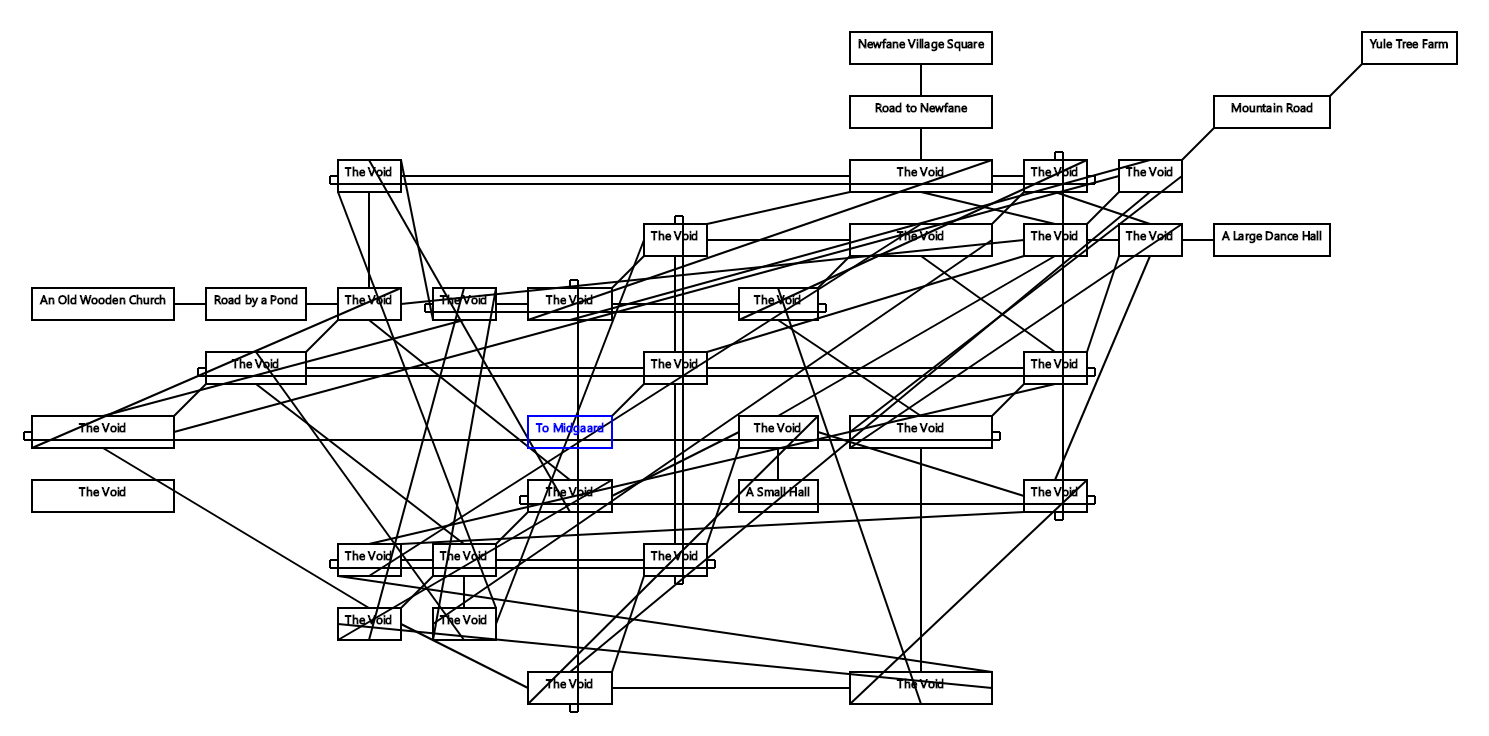 Newfane Village Square
Yule Tree Farm
Road to Newfane
Mountain Road
The Void
The Void
The Void
The Void
The Void
The Void
The Void
The Void
A Large Dance Hall
An Old Wooden Church
Road by a Pond
The Void
The Void
The Void
The Void
The Void
The Void
The Void
The Void
To Midgaard
The Void
The Void
The Void
The Void
A Small Hall
The Void
The Void
The Void
The Void
The Void
The Void
The Void
The Void